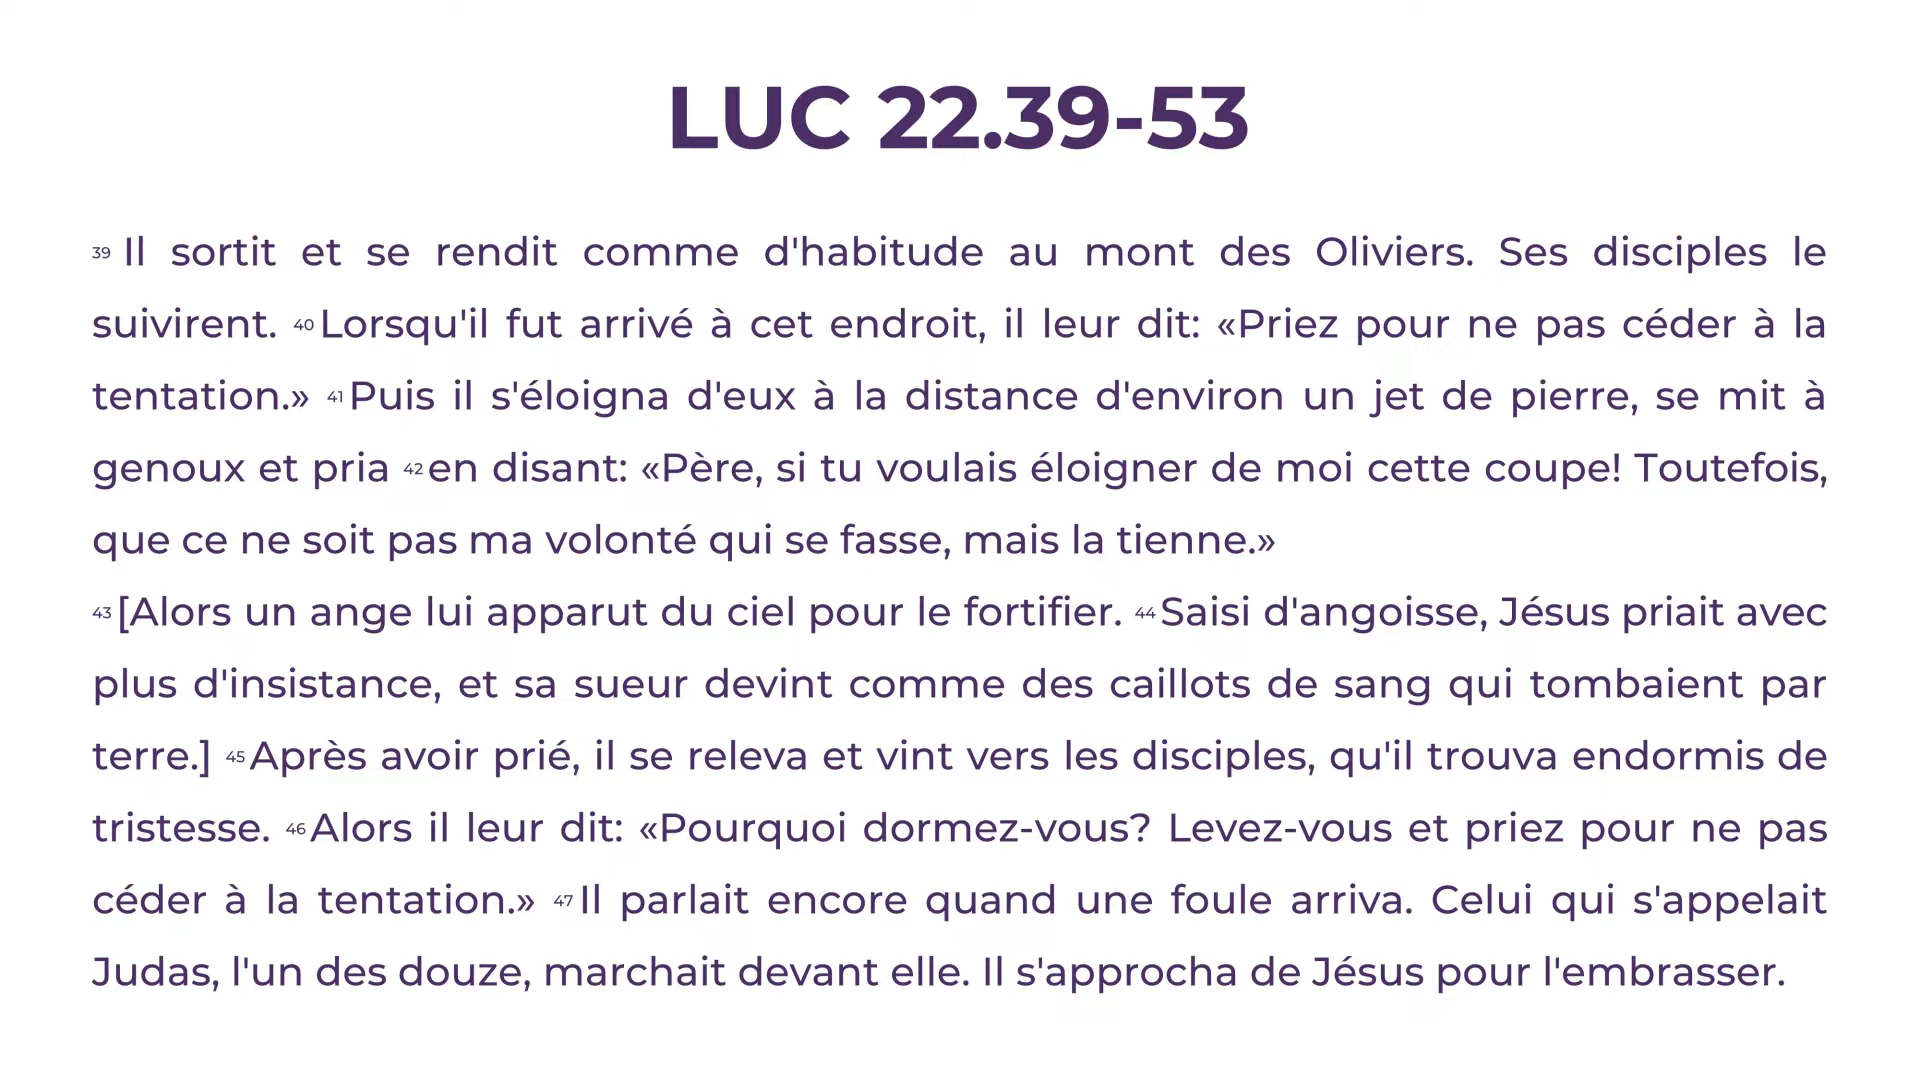 LUC 22.39-53
39 Il sortit et se rendit comme d'habitude au mont des Oliviers. Ses disciples le
suivirent. 40 Lorsqu'il fut arrivé à cet endroit, il leur dit: «Priez pour ne pas céder à la
tentation.» 41 Puis il s'éloigna d'eux à la distance d'environ un jet de pierre, se mit à
genoux et pria 42 en disant: «Père, si tu voulais éloigner de moi cette coupe! Toutefois,
que ce ne soit pas ma volonté qui se fasse, mais la tienne.»
43 [Alors un ange lui apparut du ciel pour le fortifier. 44 Saisi d'angoisse, Jésus priait avec
plus d'insistance, et sa sueur devint comme des caillots de sang qui tombaient par
terre.] 45 Après avoir prié, il se releva et vint vers les disciples, qu'il trouva endormis de
tristesse. 46 Alors il leur dit: «Pourquoi dormez-vous? Levez-vous et priez pour ne pas
céder à la tentation.» 47 Il parlait encore quand une foule arriva. Celui qui s'appelait
Judas, l'un des douze, marchait devant elle. Il s'approcha de Jésus pour l'embrasser.